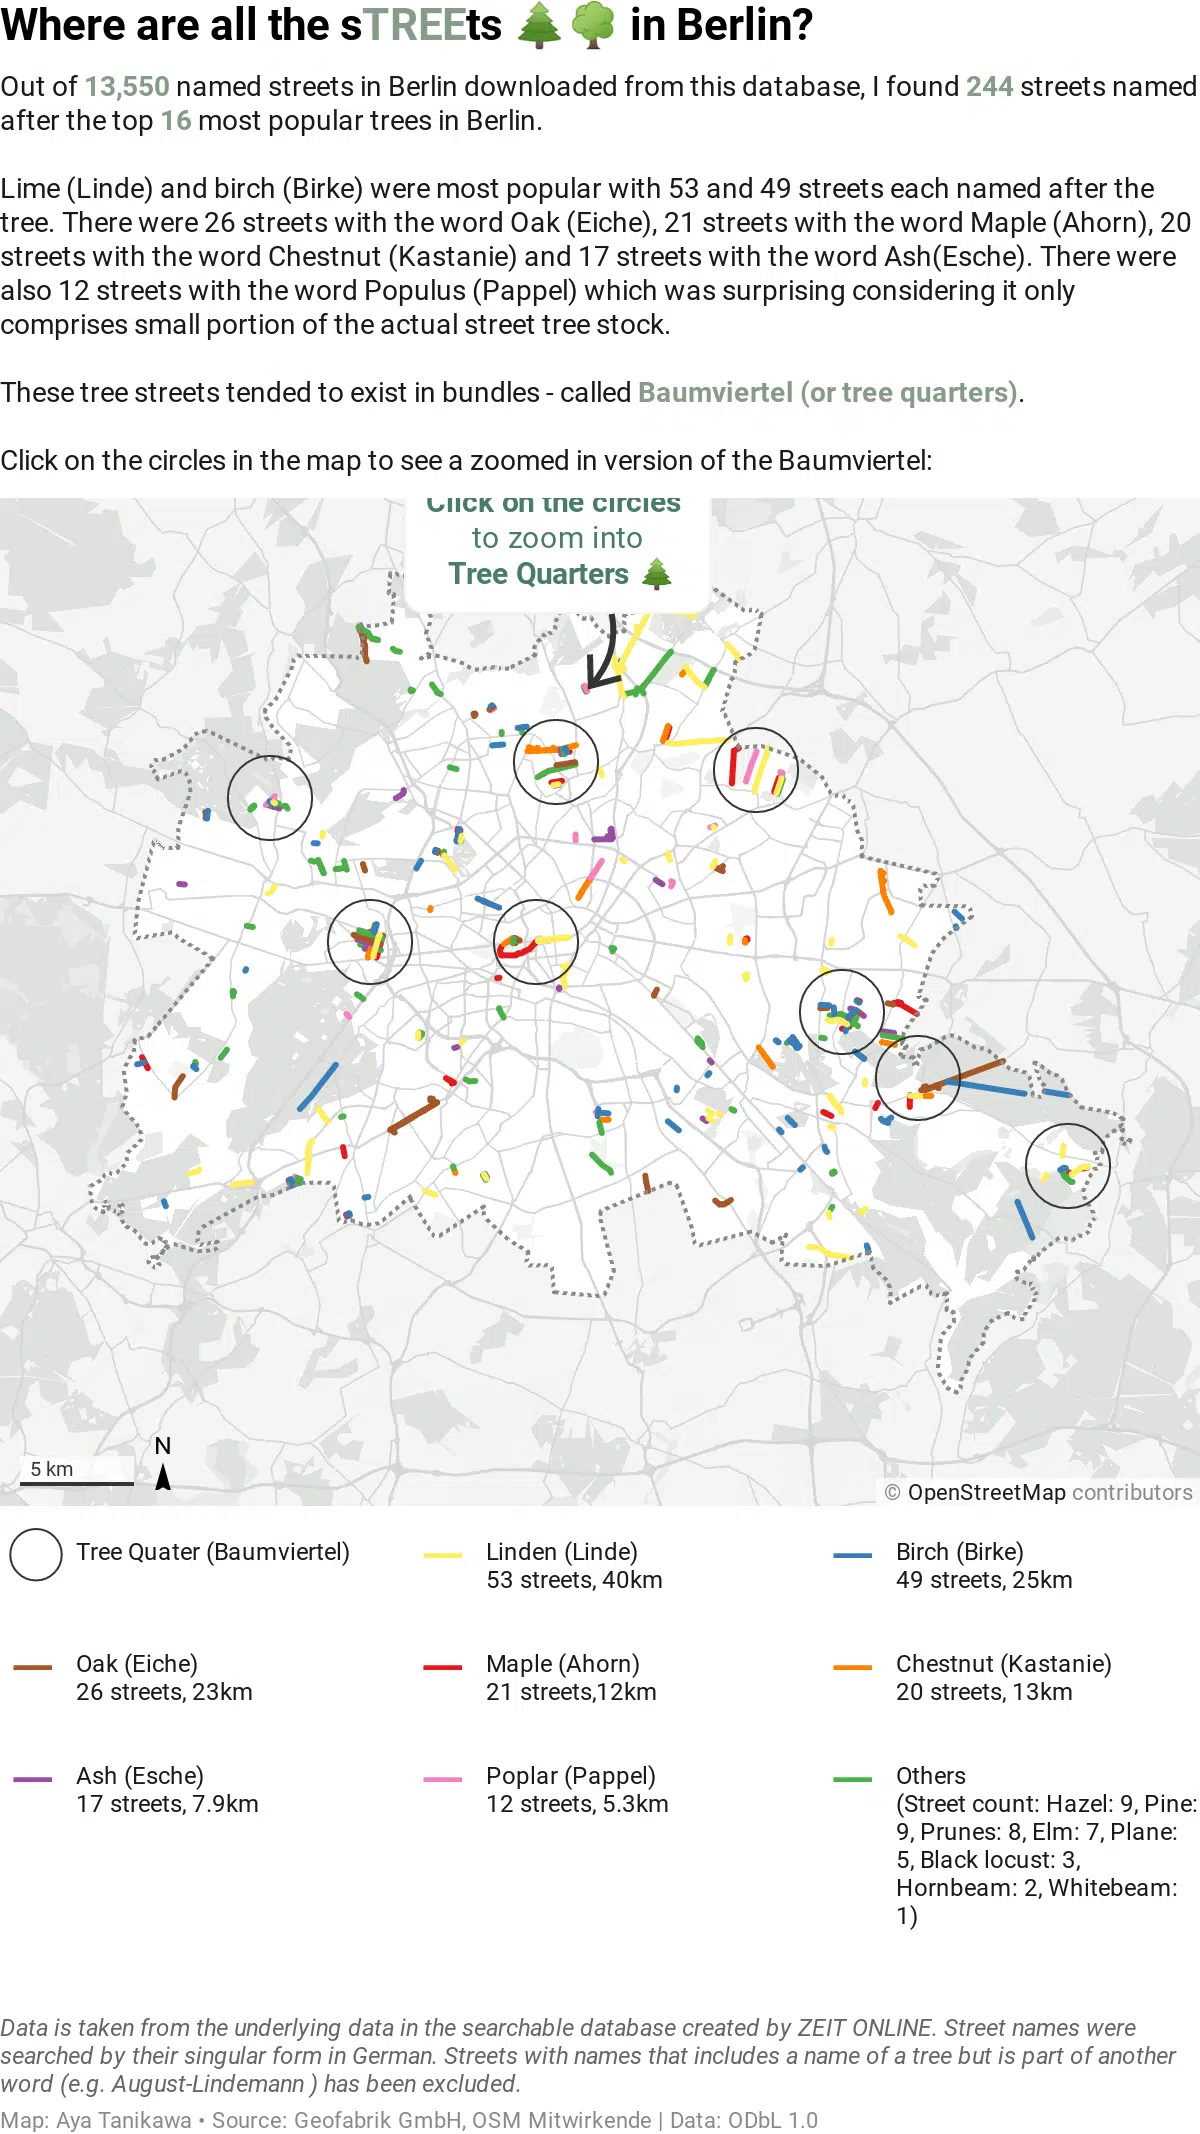 Where are all the sTREEts 🌲🌳 in Berlin?
Out of 13,550 named streets in Berlin downloaded from this database, I found 244 streets named
after the top 16 most popular trees in Berlin.
Lime (Linde) and birch (Birke) were most popular with 53 and 49 streets each named after the
tree. There were 26 streets with the word Oak (Eiche), 21 streets with the word Maple (Ahorn), 20
streets with the word Chestnut (Kastanie) and 17 streets with the word Ash(Esche). There were
also 12 streets with the word Populus (Pappel) which was surprising considering it only
comprises small portion of the actual street tree stock.
These tree streets tended to exist in bundles - called Baumviertel (or tree quarters).
Click on the circles in the map to see a zoomed in version of the Baumviertel:
Click on the circles
to zoom into
Tree Quarters 🌲
N
5 km
© OpenStreetMap contributors
Tree Quater (Baumviertel)
Linden (Linde)
53 streets, 40km
Birch (Birke)
49 streets, 25km
Oak (Eiche)
26 streets, 23km
Maple (Ahorn)
21 streets,12km
Chestnut (Kastanie)
20 streets, 13km
Ash (Esche)
17 streets, 7.9km
Poplar (Pappel)
12 streets, 5.3km
Others
(Street count: Hazel: 9, Pine:
9, Prunes: 8, Elm: 7, Plane:
5, Black locust: 3,
Hornbeam: 2, Whitebeam:
1)
Data is taken from the underlying data in the searchable database created by ZEIT ONLINE. Street names were
searched by their singular form in German. Streets with names that includes a name of a tree but is part of another
word (e.g. August-Lindemann ) has been excluded.
Map: Aya Tanikawa • Source: Geofabrik GmbH, OSM Mitwirkende | Data: ODbL 1.0